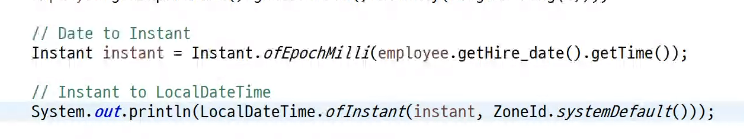 // Date to Instant
Instant instant = Instant.ofEpochMilli(employee.getHire_date().getTime());
// Instant to LocalDateTime
System.out.println(LocalDateTime.ofInstant(instant, ZoneId.systemDefault()));